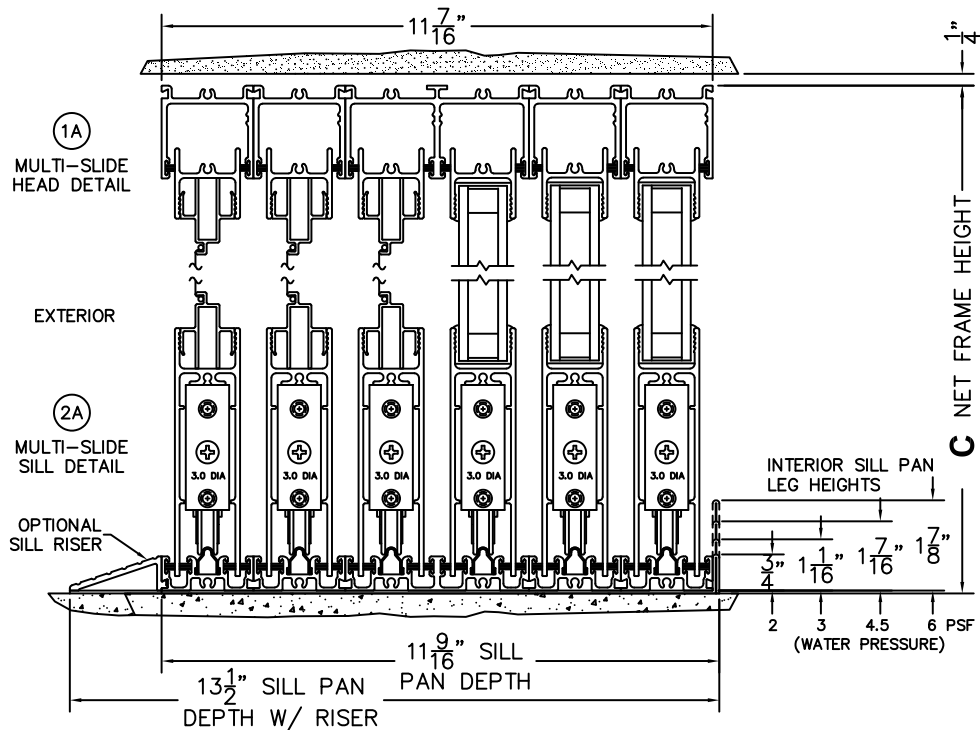 11 7/16"
1/4"
1A
MULTI-SLIDE
HEAD DETAIL
EXTERIOR
C NET FRAME HEIGHT
2A
MULTI-SLIDE
SILL DETAIL
3.0 DIA
3.0 DIA
3.0 DIA
3.0 DIA
3.0 DIA
3.0 DIA
INTERIOR SILL PAN
LEG HEIGHTS
OPTIONAL
SILL RISER
3/4"
1 1/16"
1 7/16"
1 7/8"
2
3
4.5
6 PSF
(WATER PRESSURE)
11 9/16" SILL
PAN DEPTH
13 1/2" SILL PAN
DEPTH W/ RISER